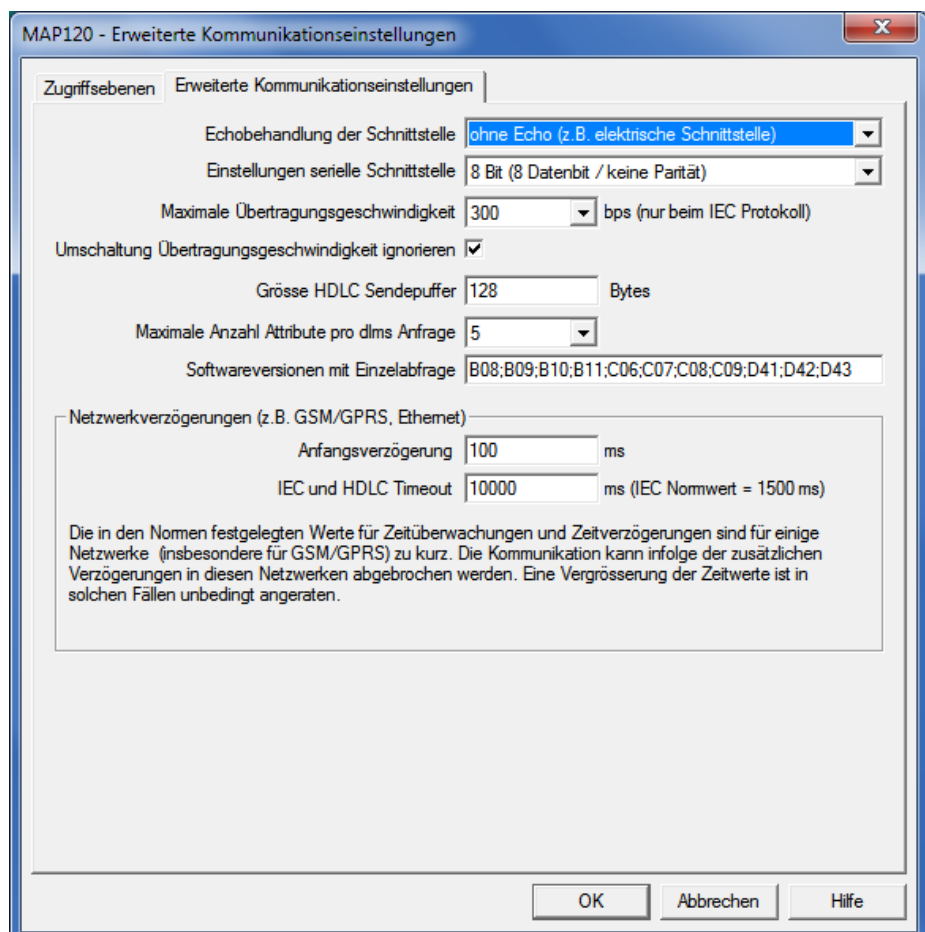 MAP120 - Erweiterte Kommunikationseinstellungen
Zugriffsebenen Erweiterte Kommunikationseinstellungen
Echobehandlung der Schnittstelle ohne Echo (z.B. elektrische Schnittstelle)
Einstellungen serielle Schnittstelle 8 Bit (8 Datenbit / keine Parität)
Maximale Übertragungsgeschwindigkeit 300 bps (nur beim IEC Protokoll)
Umschaltung Übertragungsgeschwindigkeit ignorieren
Grösse HDLC Sendepuffer 128 Bytes
Maximale Anzahl Attribute pro dlms Anfrage 5
Softwareversionen mit Einzelabfrage B08;B09;B10;B11;C06;C07;C08;C09;D41;D42;D43
Netzwerkverzögerungen (z.B. GSM/GPRS, Ethernet)
Anfangsverzögerung 100 ms
IEC und HDLC Timeout 10000 ms (IEC Normwert = 1500 ms)
Die in den Normen festgelegten Werte für Zeitüberwachungen und Zeitverzögerungen sind für einige
Netzwerke (insbesondere für GSM/GPRS) zu kurz. Die Kommunikation kann infolge der zusätzlichen
Verzögerungen in diesen Netzwerken abgebrochen werden. Eine Vergrösserung der Zeitwerte ist in
solchen Fällen unbedingt angeraten.
OK Abbrechen Hilfe